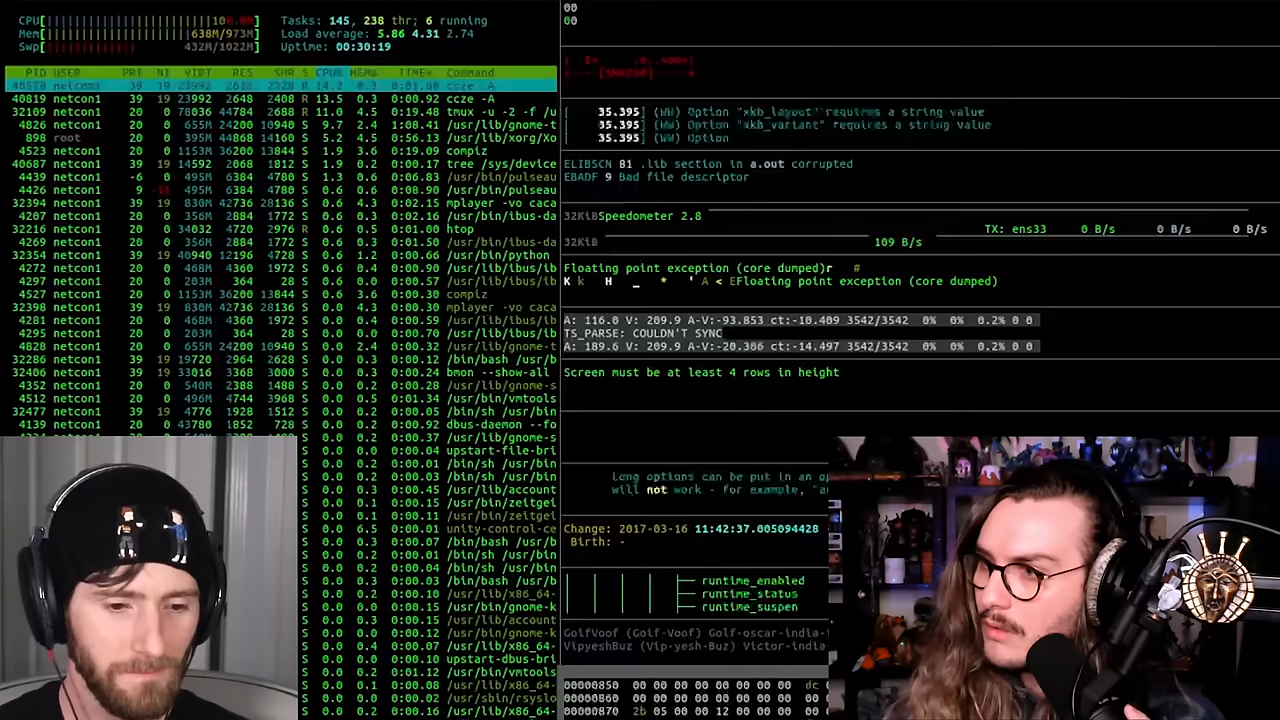 CPU[
Mem[ 638M/973M]
Swp[ 432M/1022M]
Tasks: 145, 238 thr; 6 running
Load average: 5.86 4.31 2.74
Uptime: 00:30:19
PID USER PRI NI VIRT RES SHR S CPU% MEM% TIME+ Command
netcon1 39 19 23992 2328 R 14.2 0.3 ccze -A
40819 netcon1 39 19 23992 2648 2408 R 13.5 0.3 0:00.92 ccze -A
32109 netcon1 20 0 78036 44784 2688 R 11.0 4.5 0:19.48 tmux -u -2 -f /u
4826 netcon1 20 0 655M 24200 10940 S 9.7 2.4 1:08.41 /usr/lib/gnome-t
898 root 20 0 393M 44868 14160 S 5.2 4.5 0:56.13 /usr/lib/xorg/Xo
4523 netcon1 20 0 1153M 36200 13844 S 1.9 3.6 0:19.09 compiz
40687 netcon1 39 19 14592 2068 1812 S 1.9 0.2 0:00.17 tree /sys/device
4439 netcon1 -6 0 495M 6384 4780 S 1.3 0.6 0:06.83 /usr/bin/pulseau
4426 netcon1 9 -11 495M 6384 4780 S 0.6 0.6 0:08.90 /usr/bin/pulseau
32394 netcon1 39 19 830M 42736 28136 S 0.6 4.3 0:02.15 mplayer -vo caca
4207 netcon1 20 0 356M 2884 1772 S 0.6 0.3 0:02.16 /usr/bin/ibus-da
32216 netcon1 20 0 34032 4720 2976 R 0.6 0.5 0:01.00 htop
4269 netcon1 20 0 356M 2884 1772 S 0.6 0.3 0:01.50 /usr/bin/ibus-da
32354 netcon1 39 19 40940 12196 4728 S 0.6 1.2 0:00.66 /usr/bin/python
4272 netcon1 20 0 468M 4360 1972 S 0.6 0.4 0:00.90 /usr/lib/ibus/ib
4297 netcon1 20 0 203M 364 28 S 0.6 0.0 0:00.57 /usr/lib/ibus/ib
4527 netcon1 20 0 1153M 36200 13844 S 0.6 3.6 0:00.30 compiz
32398 netcon1 20 0 830M 42736 28136 S 0.0 4.3 0:00.30 mplayer -vo caca
4281 netcon1 20 0 468M 4360 1972 S 0.0 0.4 0:00.59 /usr/lib/ibus/ib
4295 netcon1 20 0 203M 364 28 S 0.0 0.0 0:00.70 /usr/lib/ibus/ib
4828 netcon1 20 0 655M 24200 10940 S 0.0 2.4 0:00.32 /usr/lib/gnome-t
32286 netcon1 39 19 19720 2964 2628 S 0.0 0.3 0:00.12 /bin/bash /usr/b
32406 netcon1 39 19 33016 3368 3000 S 0.0 0.3 0:00.24 bmon --show-all
4352 netcon1 20 0 540M 2388 1488 S 0.0 0.2 0:00.28 /usr/lib/gnome-s
4512 netcon1 20 0 496M 4744 3968 S 0.0 0.5 0:01.34 /usr/lib/vmtools
32477 netcon1 39 19 4776 1928 1512 S 0.0 0.2 0:00.05 /bin/sh /usr/bin
4139 netcon1 20 0 43780 1852 728 S 0.0 0.2 0:00.92 dbus-daemon --fo
S 0.0 0.2 0:00.37 /usr/lib/gnome-s
S 0.0 0.0 0:00.04 upstart-file-bri
S 0.0 0.2 0:00.01 /bin/sh /usr/bin
S 0.0 0.2 0:00.03 /bin/sh /usr/bin
S 0.0 0.3 0:00.45 /usr/lib/account
S 0.0 0.1 0:00.15 /usr/bin/zeitgei
S 0.0 0.1 0:00.11 /usr/bin/zeitgei
S 0.0 6.5 0:00.01 unity-control-ce
S 0.0 0.3 0:00.07 /bin/bash /usr/b
S 0.0 0.2 0:00.01 /bin/sh /usr/bin
S 0.0 0.2 0:00.04 /bin/sh /usr/bin
S 0.0 0.3 0:00.03 /bin/bash /usr/b
S 0.0 0.2 0:00.10 /usr/lib/x86_64-
S 0.0 0.0 0:00.15 /usr/bin/gnome-k
S 0.0 0.3 0:00.15 /usr/lib/account
S 0.0 0.0 0:00.12 /usr/bin/gnome-k
S 0.0 0.4 0:00.07 /usr/lib/x86_64-
S 0.0 0.0 0:00.10 upstart-dbus-bri
S 0.0 0.2 0:01.12 /usr/bin/vmtools
S 0.0 0.1 0:00.08 /usr/lib/x86_64-
S 0.0 0.0 0:00.02 /usr/sbin/rsyslo
S 0.0 0.2 0:00.16 /usr/lib/x86_64-
00
00
[ 35.395] (WW) Option "xkb_layout" requires a string value
[ 35.395] (WW) Option "xkb_variant" requires a string value
[ 35.395] (WW) Option
ELIBSCN 81 .lib section in a.out corrupted
EBADF 9 Bad file descriptor
32KiBSpeedometer 2.8
TX: ens33 0 B/s 0 B/s 0 B/s
32KiB 109 B/s
Floating point exception (core dumped)r #
K k H _ * ' A < EFloating point exception (core dumped)
A: 116.0 V: 209.9 A-V:-93.853 ct:-10.409 3542/3542 0% 0% 0.2% 0 0
TS_PARSE: COULDN'T SYNC
A: 189.6 V: 209.9 A-V:-20.386 ct:-14.497 3542/3542 0% 0% 0.2% 0 0
Screen must be at least 4 rows in height
Long options can be put in an op
will not work - for example, "a
Change: 2017-03-16 11:42:37.005094428
Birth: -
runtime_enabled
runtime_status
runtime_suspen
GoifVoof (Goif-Voof) Golf-oscar-india-f
VipyeshBuz (Vip-yesh-Buz) Victor-india
00000850 00 00 00 00 00 00 00 dc
00000860 00 00 00 00 00 00 00
00000870 2b 05 00 00 12 00 00 00